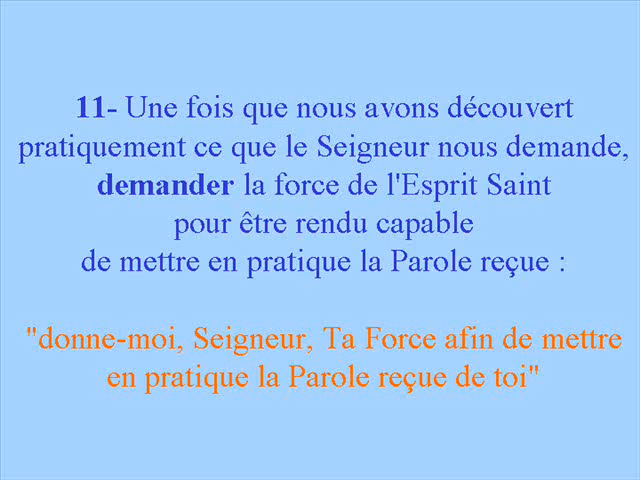 11- Une fois que nous avons découvert
pratiquement ce que le Seigneur nous demande,
demander la force de l'Esprit Saint
pour être rendu capable
de mettre en pratique la Parole reçue :
"donne-moi, Seigneur, Ta Force afin de mettre
en pratique la Parole reçue de toi"